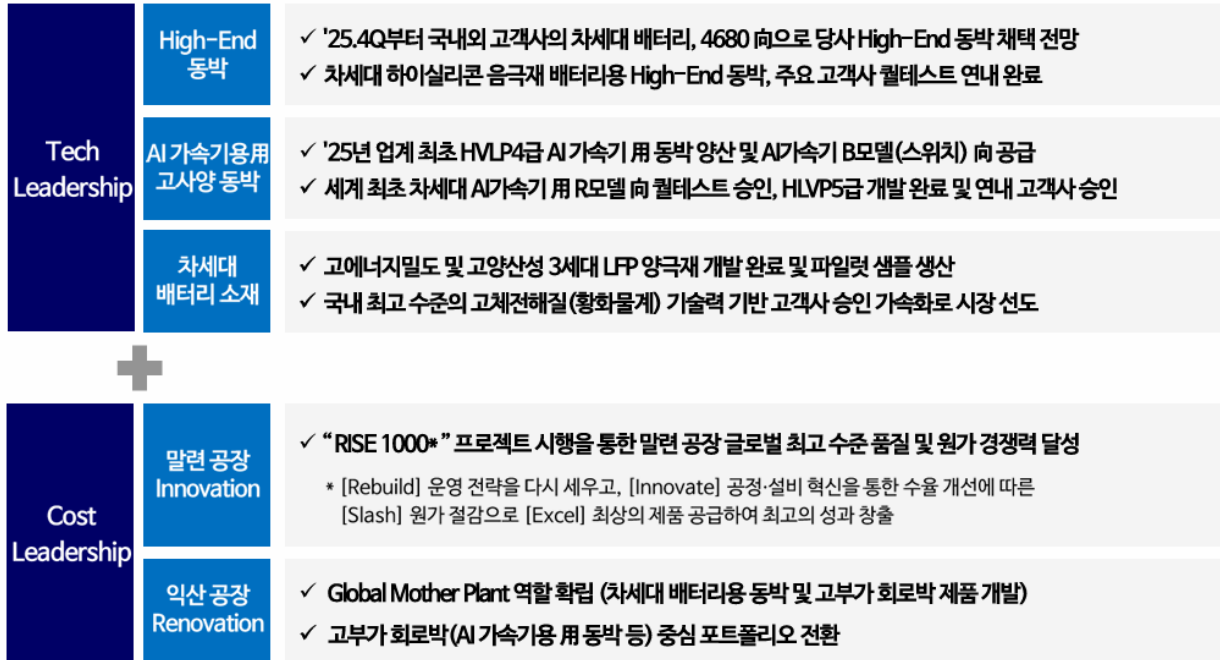 Tech
Leadership
High-End
동박
✓ '25.4Q부터 국내외 고객사의 차세대 배터리, 4680 向으로 당사 High-End 동박 채택 전망
✓ 차세대 하이실리콘 음극재 배터리용 High-End 동박, 주요 고객사 퀄테스트 연내 완료
AI 가속기용用
고사양 동박
✓ '25년 업계 최초 HVLP4급 AI 가속기 用 동박 양산 및 AI가속기 B모델(스위치) 向 공급
✓ 세계 최초 차세대 AI가속기 用 R모델 向 퀄테스트 승인, HLVP5급 개발 완료 및 연내 고객사 승인
차세대
배터리 소재
✓ 고에너지밀도 및 고양산성 3세대 LFP 양극재 개발 완료 및 파일럿 샘플 생산
✓ 국내 최고 수준의 고체전해질(황화물계) 기술력 기반 고객사 승인 가속화로 시장 선도
Cost
Leadership
말련 공장
Innovation
✓ “RISE 1000*” 프로젝트 시행을 통한 말련 공장 글로벌 최고 수준 품질 및 원가 경쟁력 달성
* [Rebuild] 운영 전략을 다시 세우고, [Innovate] 공정·설비 혁신을 통한 수율 개선에 따른
[Slash] 원가 절감으로 [Excel] 최상의 제품 공급하여 최고의 성과 창출
익산 공장
Renovation
✓ Global Mother Plant 역할 확립 (차세대 배터리용 동박 및 고부가 회로박 제품 개발)
✓ 고부가 회로박(AI 가속기용 用 동박 등) 중심 포트폴리오 전환